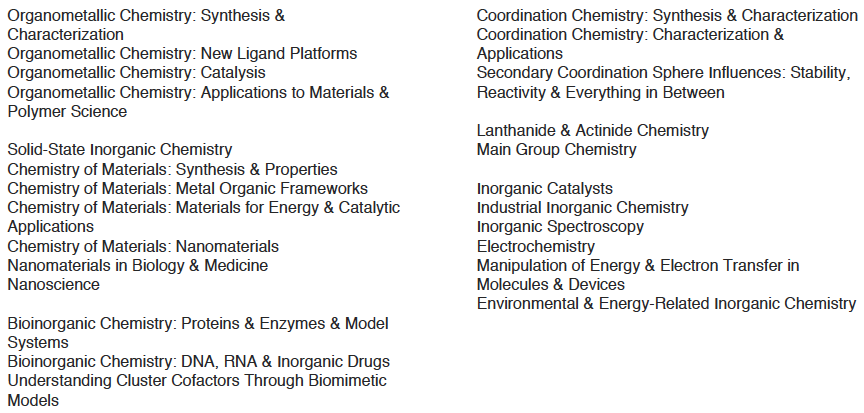 Organometallic Chemistry: Synthesis &
Characterization
Organometallic Chemistry: New Ligand Platforms
Organometallic Chemistry: Catalysis
Organometallic Chemistry: Applications to Materials &
Polymer Science
Solid-State Inorganic Chemistry
Chemistry of Materials: Synthesis & Properties
Chemistry of Materials: Metal Organic Frameworks
Chemistry of Materials: Materials for Energy & Catalytic
Applications
Chemistry of Materials: Nanomaterials
Nanomaterials in Biology & Medicine
Nanoscience
Bioinorganic Chemistry: Proteins & Enzymes & Model
Systems
Bioinorganic Chemistry: DNA, RNA & Inorganic Drugs
Understanding Cluster Cofactors Through Biomimetic
Models
Coordination Chemistry: Synthesis & Characterization
Coordination Chemistry: Characterization &
Applications
Secondary Coordination Sphere Influences: Stability,
Reactivity & Everything in Between
Lanthanide & Actinide Chemistry
Main Group Chemistry
Inorganic Catalysts
Industrial Inorganic Chemistry
Inorganic Spectroscopy
Electrochemistry
Manipulation of Energy & Electron Transfer in
Molecules & Devices
Environmental & Energy-Related Inorganic Chemistry